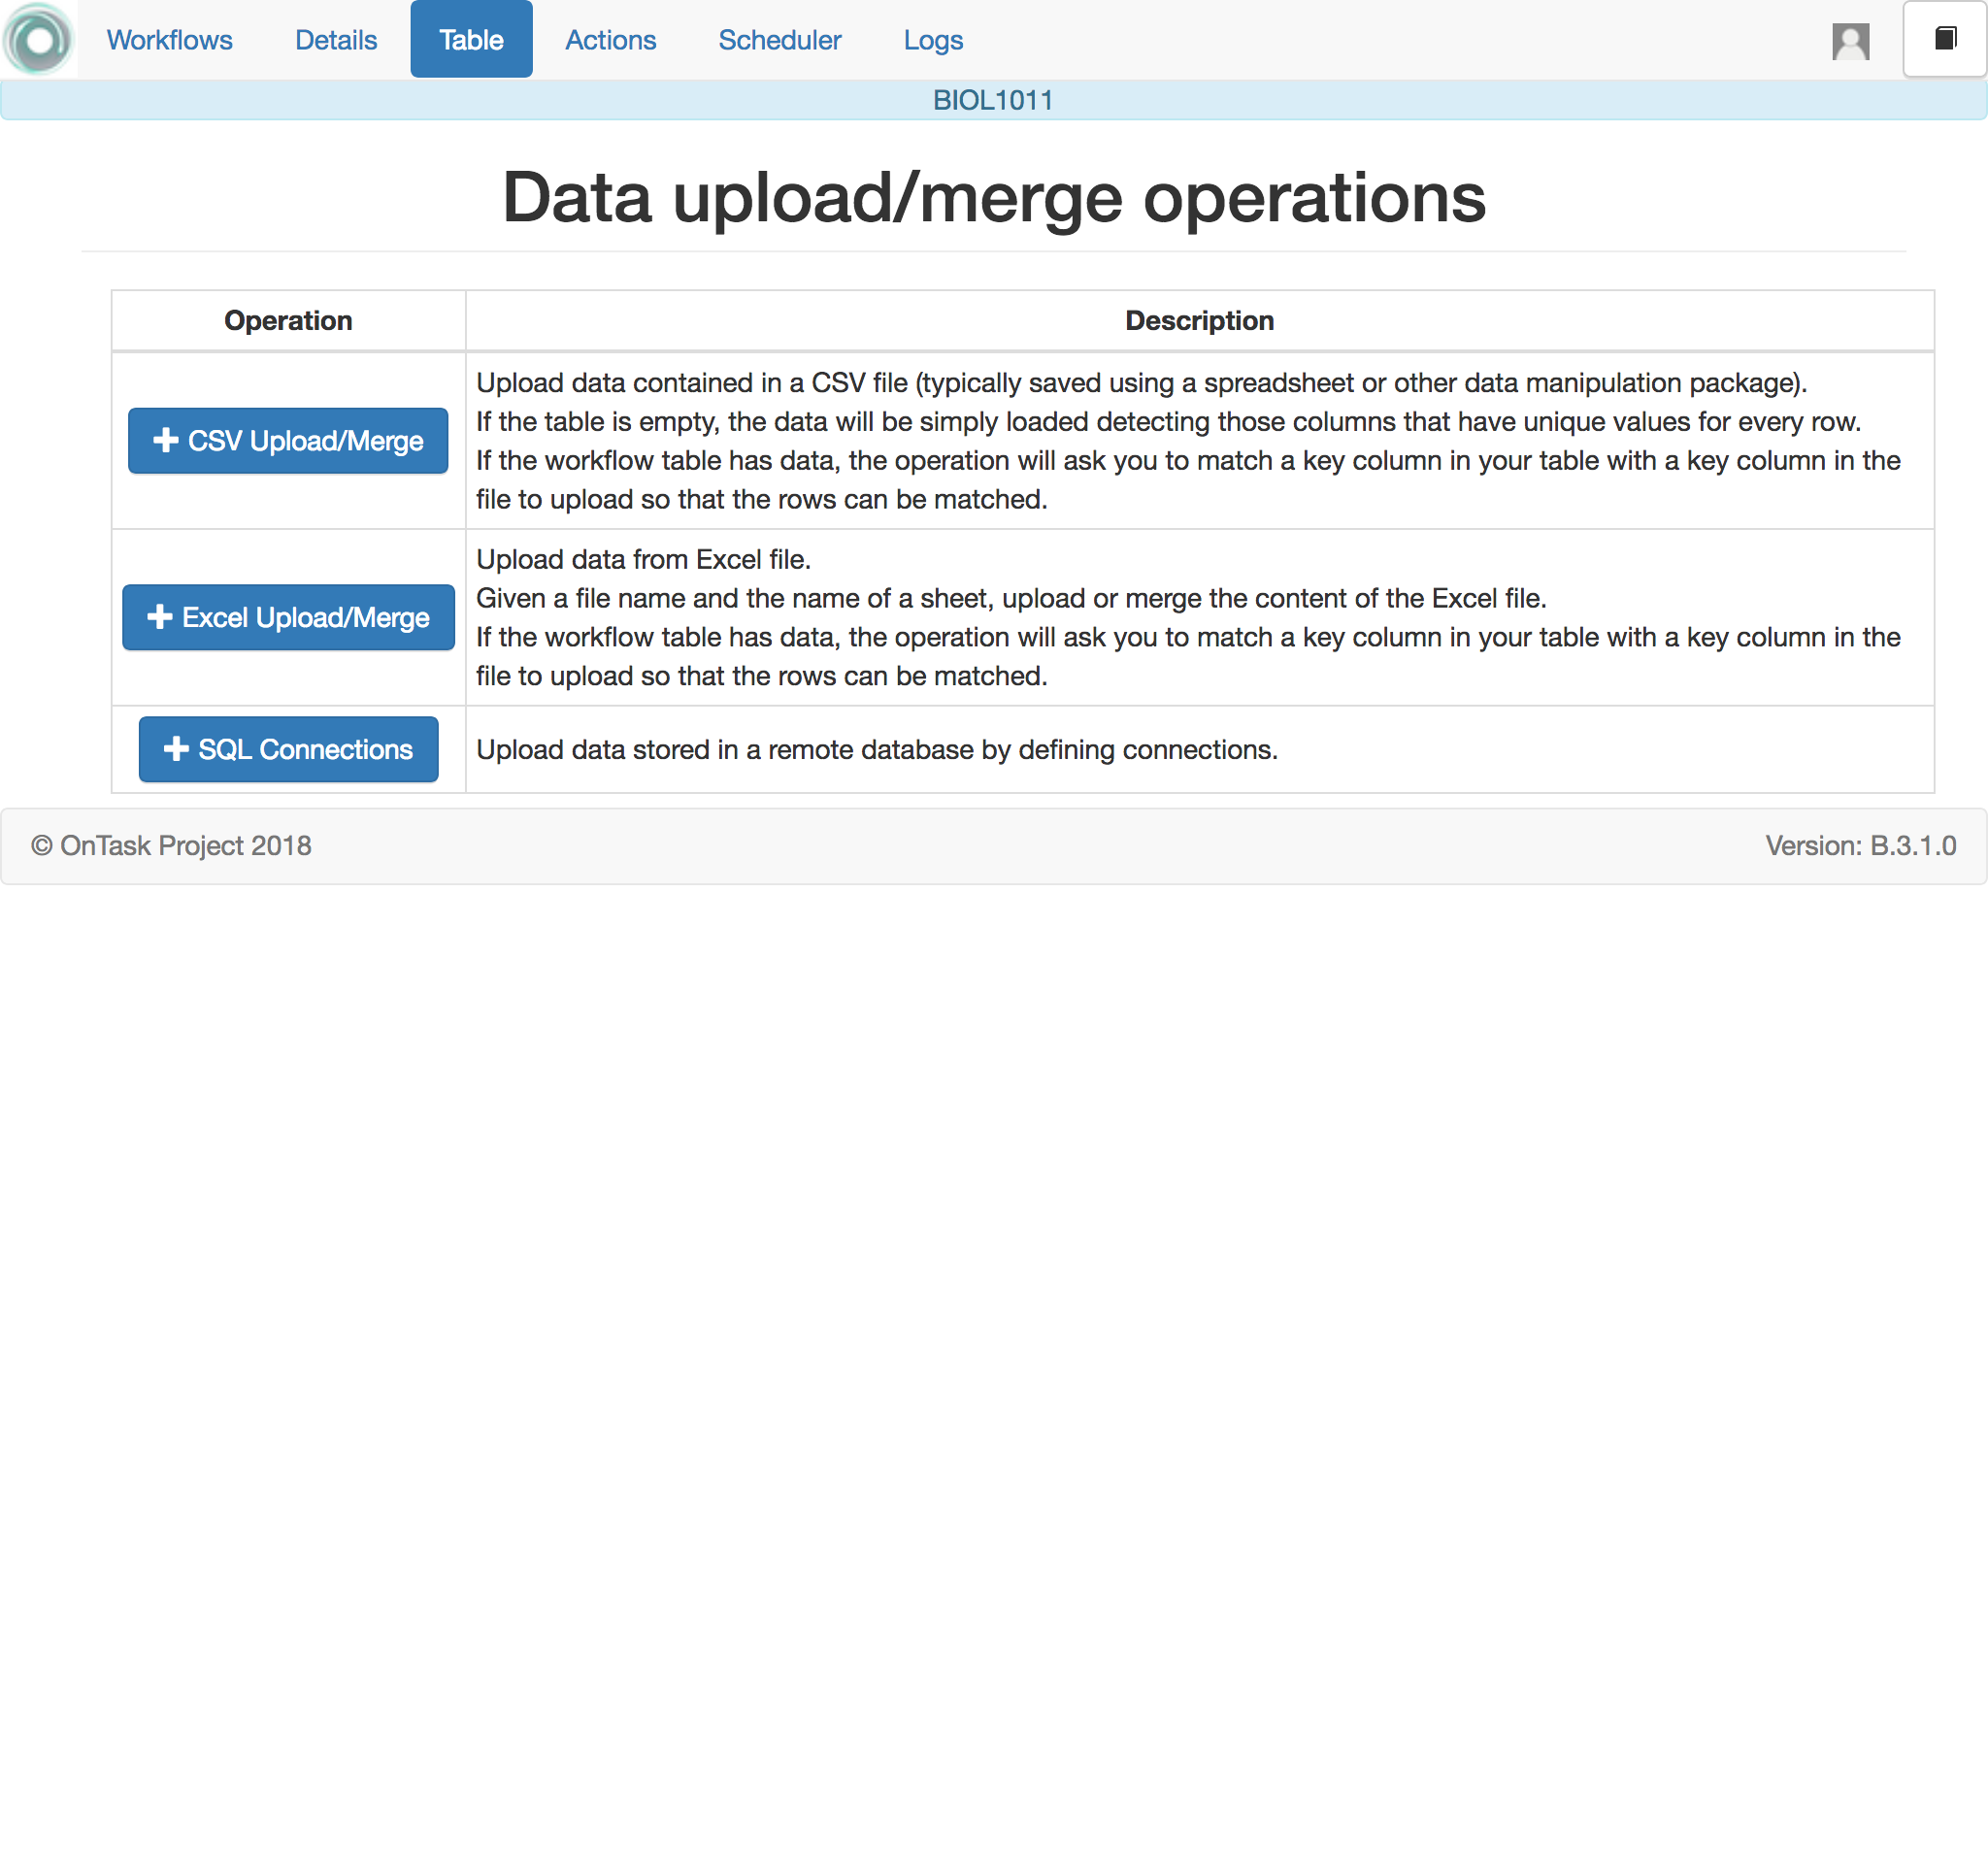 Workflows Details Table Actions Scheduler Logs
BIOL1011
Data upload/merge operations
Operation Description
CSV Upload/Merge
Upload data contained in a CSV file (typically saved using a spreadsheet or other data manipulation package).
If the table is empty, the data will be simply loaded detecting those columns that have unique values for every row.
If the workflow table has data, the operation will ask you to match a key column in your table with a key column in the
file to upload so that the rows can be matched.
Excel Upload/Merge
Upload data from Excel file.
Given a file name and the name of a sheet, upload or merge the content of the Excel file.
If the workflow table has data, the operation will ask you to match a key column in your table with a key column in the
file to upload so that the rows can be matched.
SQL Connections
Upload data stored in a remote database by defining connections.
© OnTask Project 2018 Version: B.3.1.0